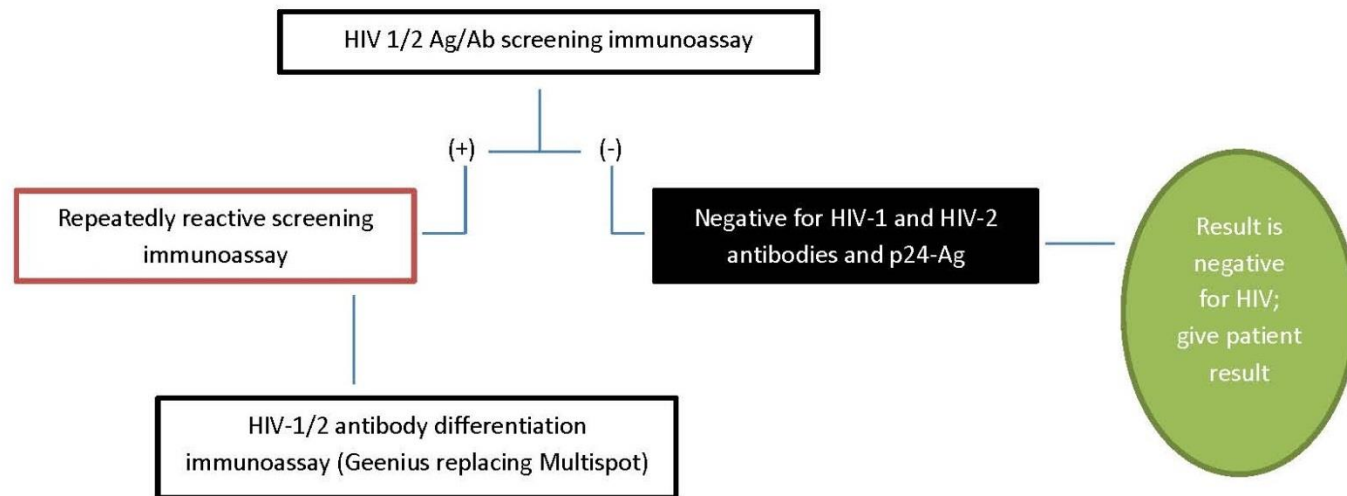 HIV 1/2 Ag/Ab screening immunoassay
(+)
(-)
Repeatedly reactive screening
immunoassay
Negative for HIV-1 and HIV-2
antibodies and p24-Ag
Result is
negative
for HIV;
give patient
result
HIV-1/2 antibody differentiation
immunoassay (Geenius replacing Multispot)